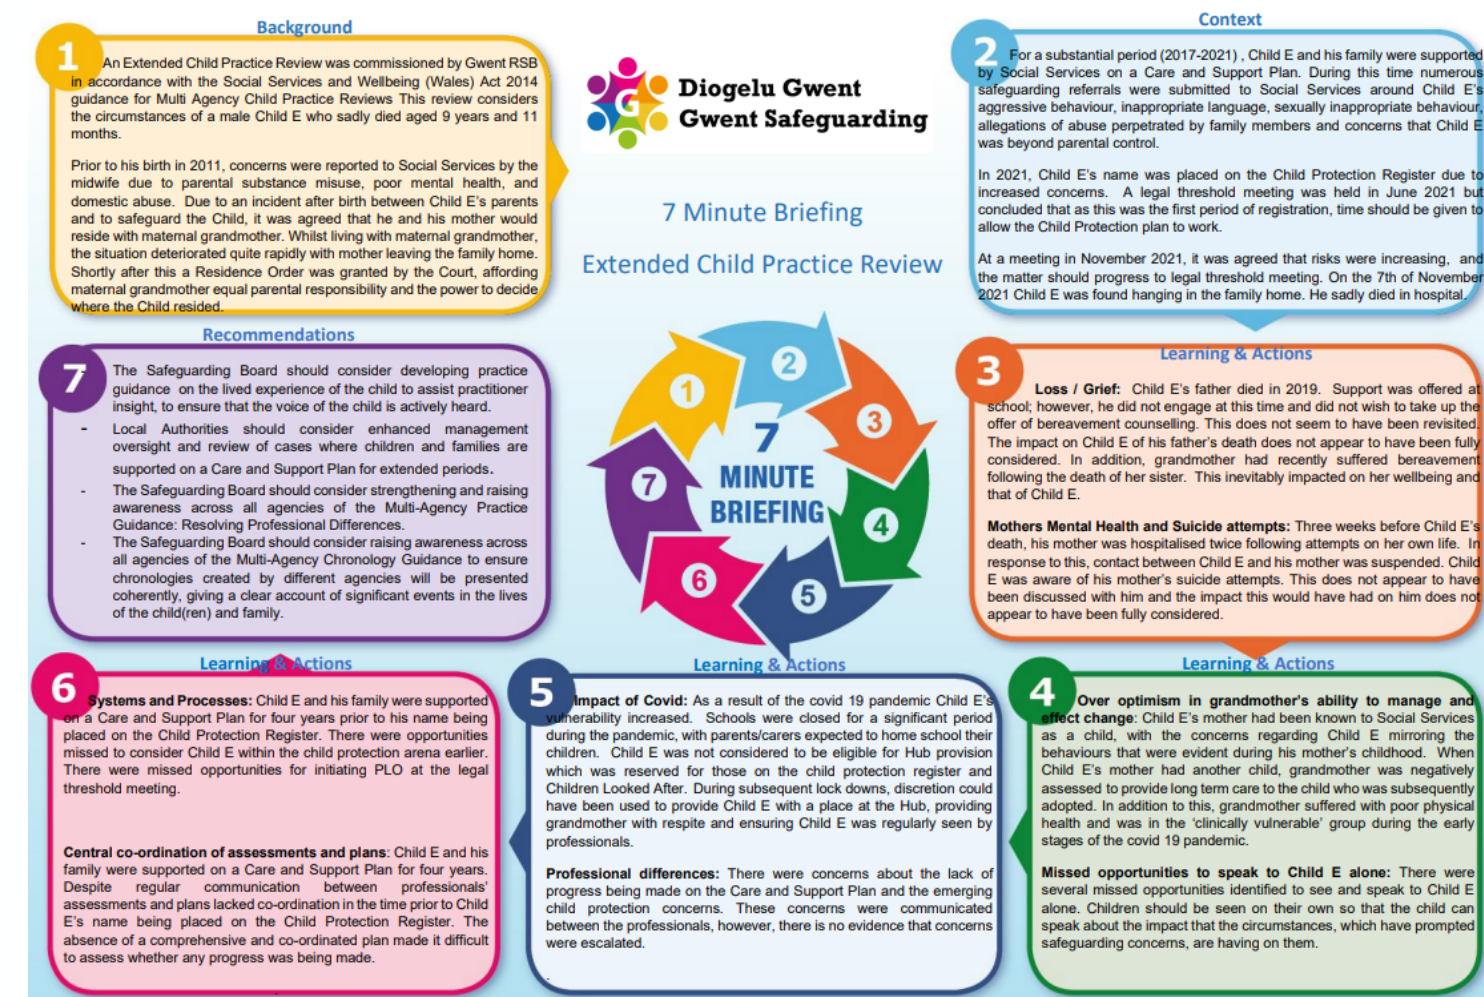 Background
1
An Extended Child Practice Review was commissioned by Gwent RSB
in accordance with the Social Services and Wellbeing (Wales) Act 2014
guidance for Multi Agency Child Practice Reviews This review considers
the circumstances of a male Child E who sadly died aged 9 years and 11
months.
Prior to his birth in 2011, concerns were reported to Social Services by the
midwife due to parental substance misuse, poor mental health, and
domestic abuse. Due to an incident after birth between Child E's parents
and to safeguard the Child, it was agreed that he and his mother would
reside with maternal grandmother. Whilst living with maternal grandmother,
the situation deteriorated quite rapidly with mother leaving the family home.
Shortly after this a Residence Order was granted by the Court, affording
maternal grandmother equal parental responsibility and the power to decide
where the Child resided.
G
Diogelu Gwent
Gwent Safeguarding
7 Minute Briefing
Extended Child Practice Review
Context
2
For a substantial period (2017-2021) , Child E and his family were supported
by Social Services on a Care and Support Plan. During this time numerous
safeguarding referrals were submitted to Social Services around Child E's
aggressive behaviour, inappropriate language, sexually inappropriate behaviour,
allegations of abuse perpetrated by family members and concerns that Child E
was beyond parental control.
In 2021, Child E's name was placed on the Child Protection Register due to
increased concerns. A legal threshold meeting was held in June 2021 but
concluded that as this was the first period of registration, time should be given to
allow the Child Protection plan to work.
At a meeting in November 2021, it was agreed that risks were increasing, and
the matter should progress to legal threshold meeting. On the 7th of November
2021 Child E was found hanging in the family home. He sadly died in hospital.
1
2
3
4
5
6
7
7
MINUTE
BRIEFING
Learning & Actions
3
Loss / Grief: Child E's father died in 2019. Support was offered at
school; however, he did not engage at this time and did not wish to take up the
offer of bereavement counselling. This does not seem to have been revisited.
The impact on Child E of his father's death does not appear to have been fully
considered. In addition, grandmother had recently suffered bereavement
following the death of her sister. This inevitably impacted on her wellbeing and
that of Child E.
Mothers Mental Health and Suicide attempts: Three weeks before Child E's
death, his mother was hospitalised twice following attempts on her own life. In
response to this, contact between Child E and his mother was suspended. Child
E was aware of his mother's suicide attempts. This does not appear to have
been discussed with him and the impact this would have had on him does not
appear to have been fully considered.
Learning & Actions
4
Over optimism in grandmother's ability to manage and
effect change: Child E's mother had been known to Social Services
as a child, with the concerns regarding Child E mirroring the
behaviours that were evident during his mother's childhood. When
Child E's mother had another child, grandmother was negatively
assessed to provide long term care to the child who was subsequently
adopted. In addition to this, grandmother suffered with poor physical
health and was in the 'clinically vulnerable' group during the early
stages of the covid 19 pandemic.
Missed opportunities to speak to Child E alone: There were
several missed opportunities identified to see and speak to Child E
alone. Children should be seen on their own so that the child can
speak about the impact that the circumstances, which have prompted
safeguarding concerns, are having on them.
Learning & Actions
5
Impact of Covid: As a result of the covid 19 pandemic Child E's
vulnerability increased. Schools were closed for a significant period
during the pandemic, with parents/carers expected to home school their
children. Child E was not considered to be eligible for Hub provision
which was reserved for those on the child protection register and
Children Looked After. During subsequent lock downs, discretion could
have been used to provide Child E with a place at the Hub, providing
grandmother with respite and ensuring Child E was regularly seen by
professionals.
Professional differences: There were concerns about the lack of
progress being made on the Care and Support Plan and the emerging
child protection concerns. These concerns were communicated
between the professionals, however, there is no evidence that concerns
were escalated.
.
Learning & Actions
6
Systems and Processes: Child E and his family were supported
on a Care and Support Plan for four years prior to his name being
placed on the Child Protection Register. There were opportunities
missed to consider Child E within the child protection arena earlier.
There were missed opportunities for initiating PLO at the legal
threshold meeting.
Central co-ordination of assessments and plans: Child E and his
family were supported on a Care and Support Plan for four years.
Despite regular communication between professionals'
assessments and plans lacked co-ordination in the time prior to Child
E's name being placed on the Child Protection Register. The
absence of a comprehensive and co-ordinated plan made it difficult
to assess whether any progress was being made.
Recommendations
7
The Safeguarding Board should consider developing practice
guidance on the lived experience of the child to assist practitioner
insight, to ensure that the voice of the child is actively heard.
- Local Authorities should consider enhanced management
oversight and review of cases where children and families are
supported on a Care and Support Plan for extended periods.
- The Safeguarding Board should consider strengthening and raising
awareness across all agencies of the Multi-Agency Practice
Guidance: Resolving Professional Differences.
- The Safeguarding Board should consider raising awareness across
all agencies of the Multi-Agency Chronology Guidance to ensure
chronologies created by different agencies will be presented
coherently, giving a clear account of significant events in the lives
of the child(ren) and family.